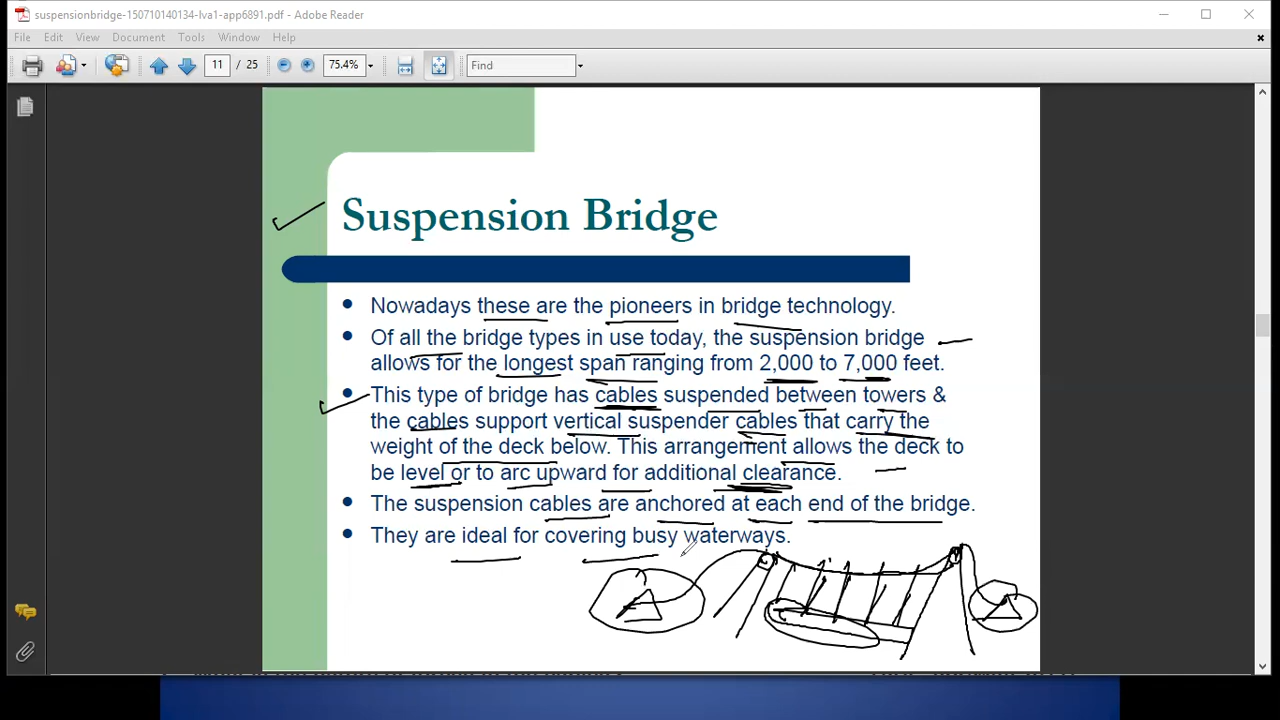 suspensionbridge-150710140134-lva1-app6891.pdf - Adobe Reader
File Edit View Document Tools Window Help
11 / 25 75.4% Find
Suspension Bridge
• Nowadays these are the pioneers in bridge technology.
• Of all the bridge types in use today, the suspension bridge
allows for the longest span ranging from 2,000 to 7,000 feet.
• This type of bridge has cables suspended between towers &
the cables support vertical suspender cables that carry the
weight of the deck below. This arrangement allows the deck to
be level or to arc upward for additional clearance.
• The suspension cables are anchored at each end of the bridge.
• They are ideal for covering busy waterways.